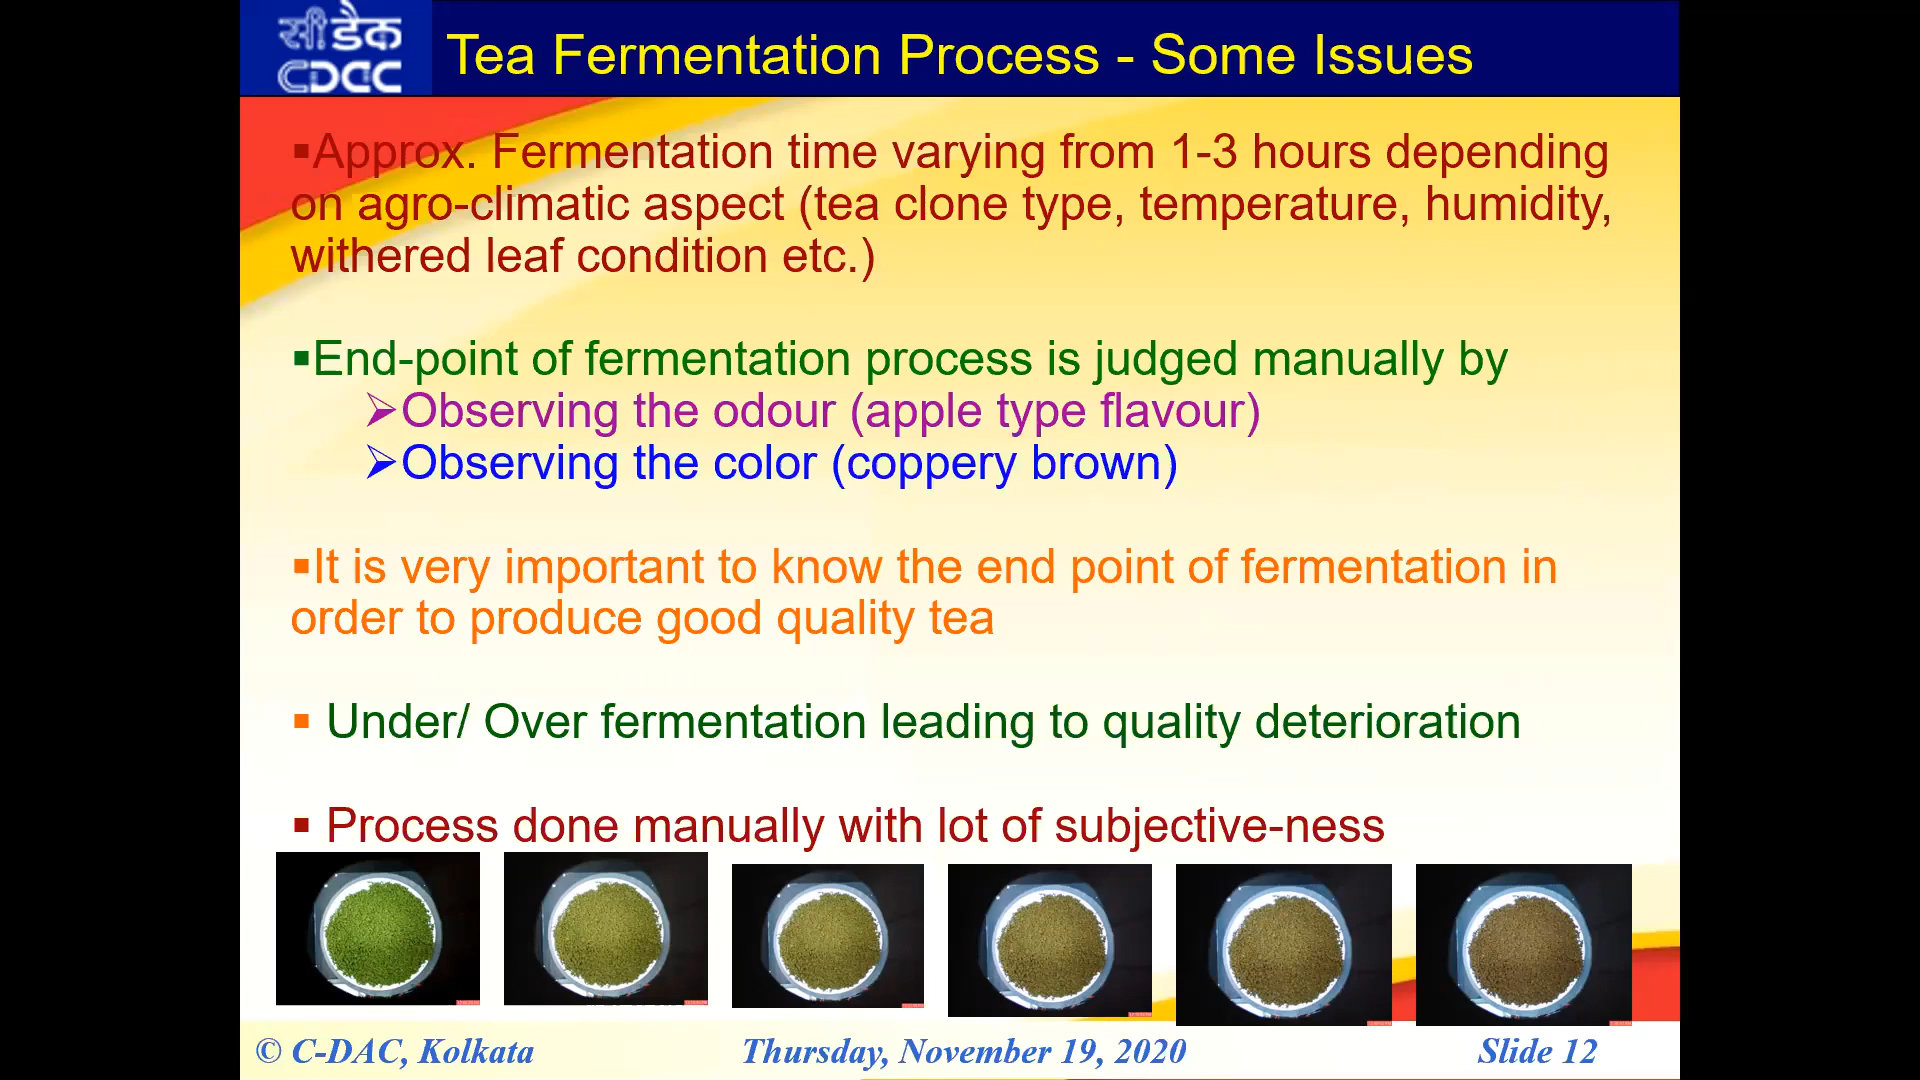 सी डैक
CDAC
Tea Fermentation Process - Some Issues
▪Approx. Fermentation time varying from 1-3 hours depending
on agro-climatic aspect (tea clone type, temperature, humidity,
withered leaf condition etc.)
▪End-point of fermentation process is judged manually by
➢Observing the odour (apple type flavour)
➢Observing the color (coppery brown)
▪It is very important to know the end point of fermentation in
order to produce good quality tea
▪ Under/ Over fermentation leading to quality deterioration
▪ Process done manually with lot of subjective-ness
© C-DAC, Kolkata
Thursday, November 19, 2020
Slide 12